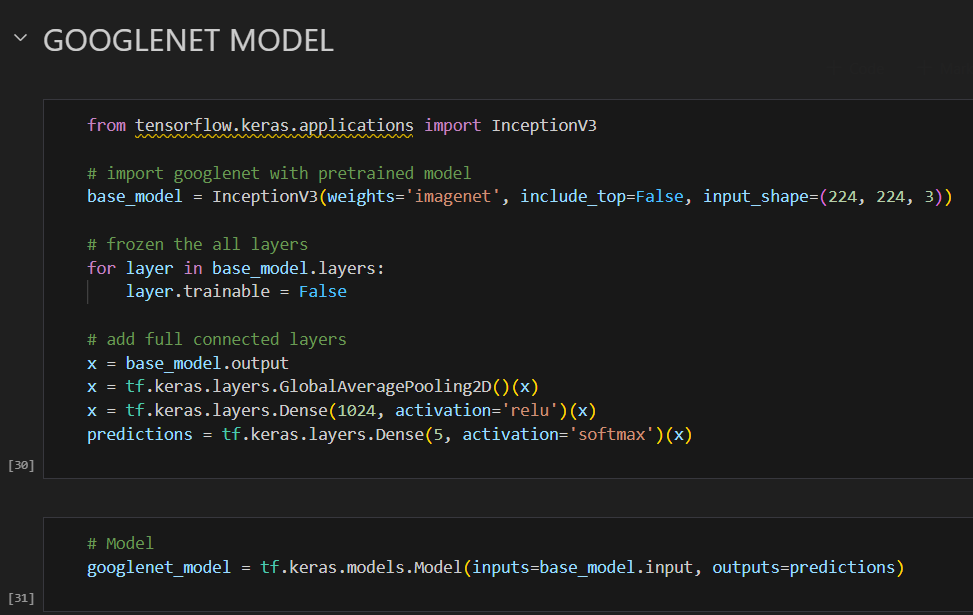 GOOGLENET MODEL
from tensorflow.keras.applications import InceptionV3
# import googlenet with pretrained model
base_model = InceptionV3(weights='imagenet', include_top=False, input_shape=(224, 224, 3))
# frozen the all layers
for layer in base_model.layers:
    layer.trainable = False
# add full connected layers
x = base_model.output
x = tf.keras.layers.GlobalAveragePooling2D()(x)
x = tf.keras.layers.Dense(1024, activation='relu')(x)
predictions = tf.keras.layers.Dense(5, activation='softmax')(x)
[30]
# Model
googlenet_model = tf.keras.models.Model(inputs=base_model.input, outputs=predictions)
[31]